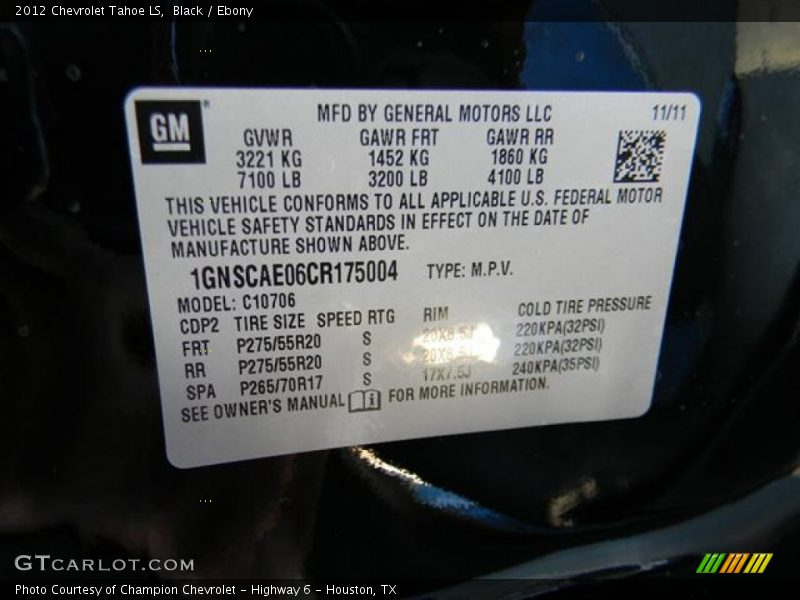 2012 Chevrolet Tahoe LS, Black / Ebony
GM
MFD BY GENERAL MOTORS LLC 11/11
GVWR GAWR FRT GAWR RR
3221 KG 1452 KG 1860 KG
7100 LB 3200 LB 4100 LB
THIS VEHICLE CONFORMS TO ALL APPLICABLE U.S. FEDERAL MOTOR
VEHICLE SAFETY STANDARDS IN EFFECT ON THE DATE OF
MANUFACTURE SHOWN ABOVE.
1GNSCAE06CR175004 TYPE: M.P.V.
MODEL: C10706
CDP2 TIRE SIZE SPEED RTG RIM COLD TIRE PRESSURE
FRT P275/55R20 S 20X8.5J 220KPA(32PSI)
RR P275/55R20 S 20X8.5J 220KPA(32PSI)
SPA P265/70R17 S 17X7.5J 240KPA(35PSI)
SEE OWNER'S MANUAL FOR MORE INFORMATION.
GTCARLOT.COM
Photo Courtesy of Champion Chevrolet - Highway 6 - Houston, TX